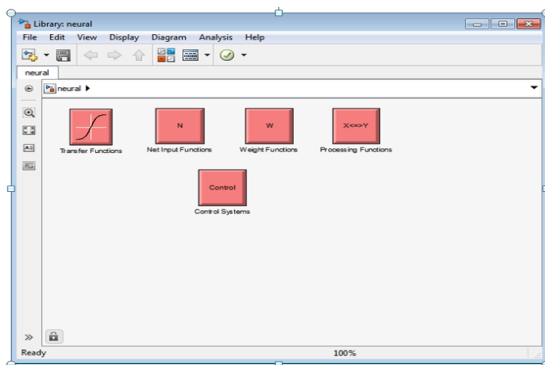 Library: neural
File Edit View Display Diagram Analysis Help
neural
neural
N
W
X<=>Y
Transfer Functions Net Input Functions Weight Functions Processing Functions
Control
Control Systems
Ready 100%